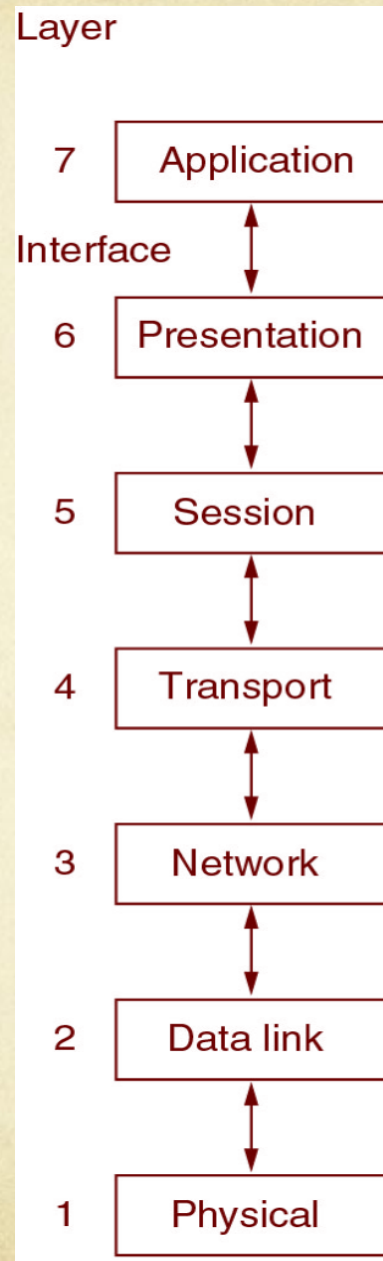 Layer
7 Application
Interface
6 Presentation
5 Session
4 Transport
3 Network
2 Data link
1 Physical